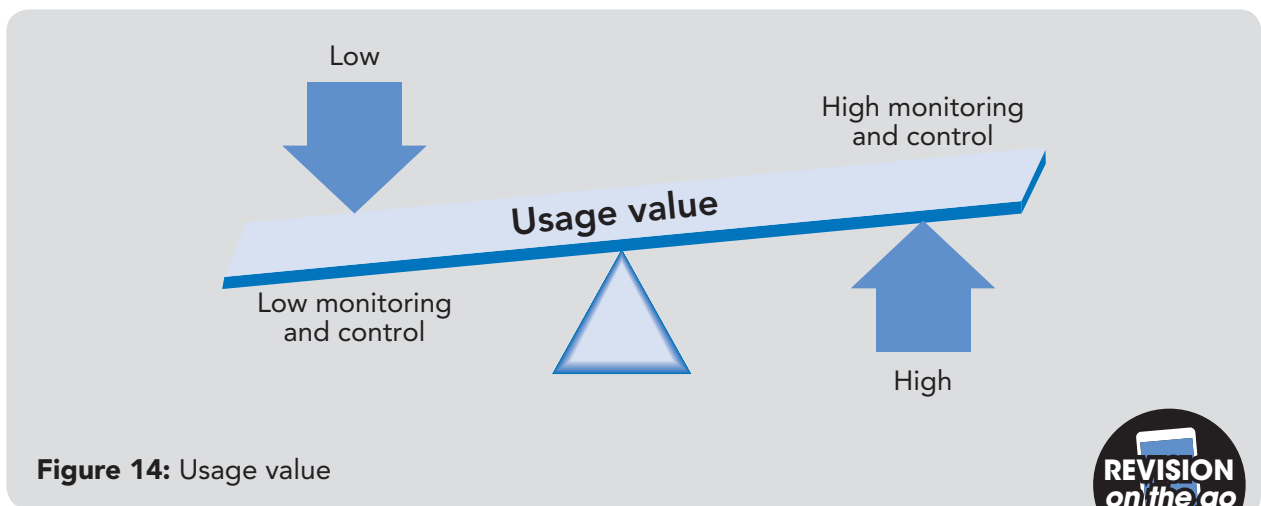 Low
High monitoring
and control
Usage value
Low monitoring
and control
High
Figure 14: Usage value
REVISION
on the go